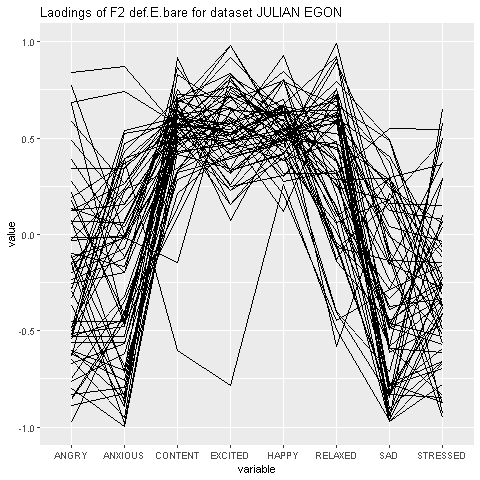 Laodings of F2 def.E.bare for dataset JULIAN EGON
1.0
0.5
0.0
-0.5
-1.0
value
ANGRY ANXIOUS CONTENT EXCITED HAPPY RELAXED SAD STRESSED
variable